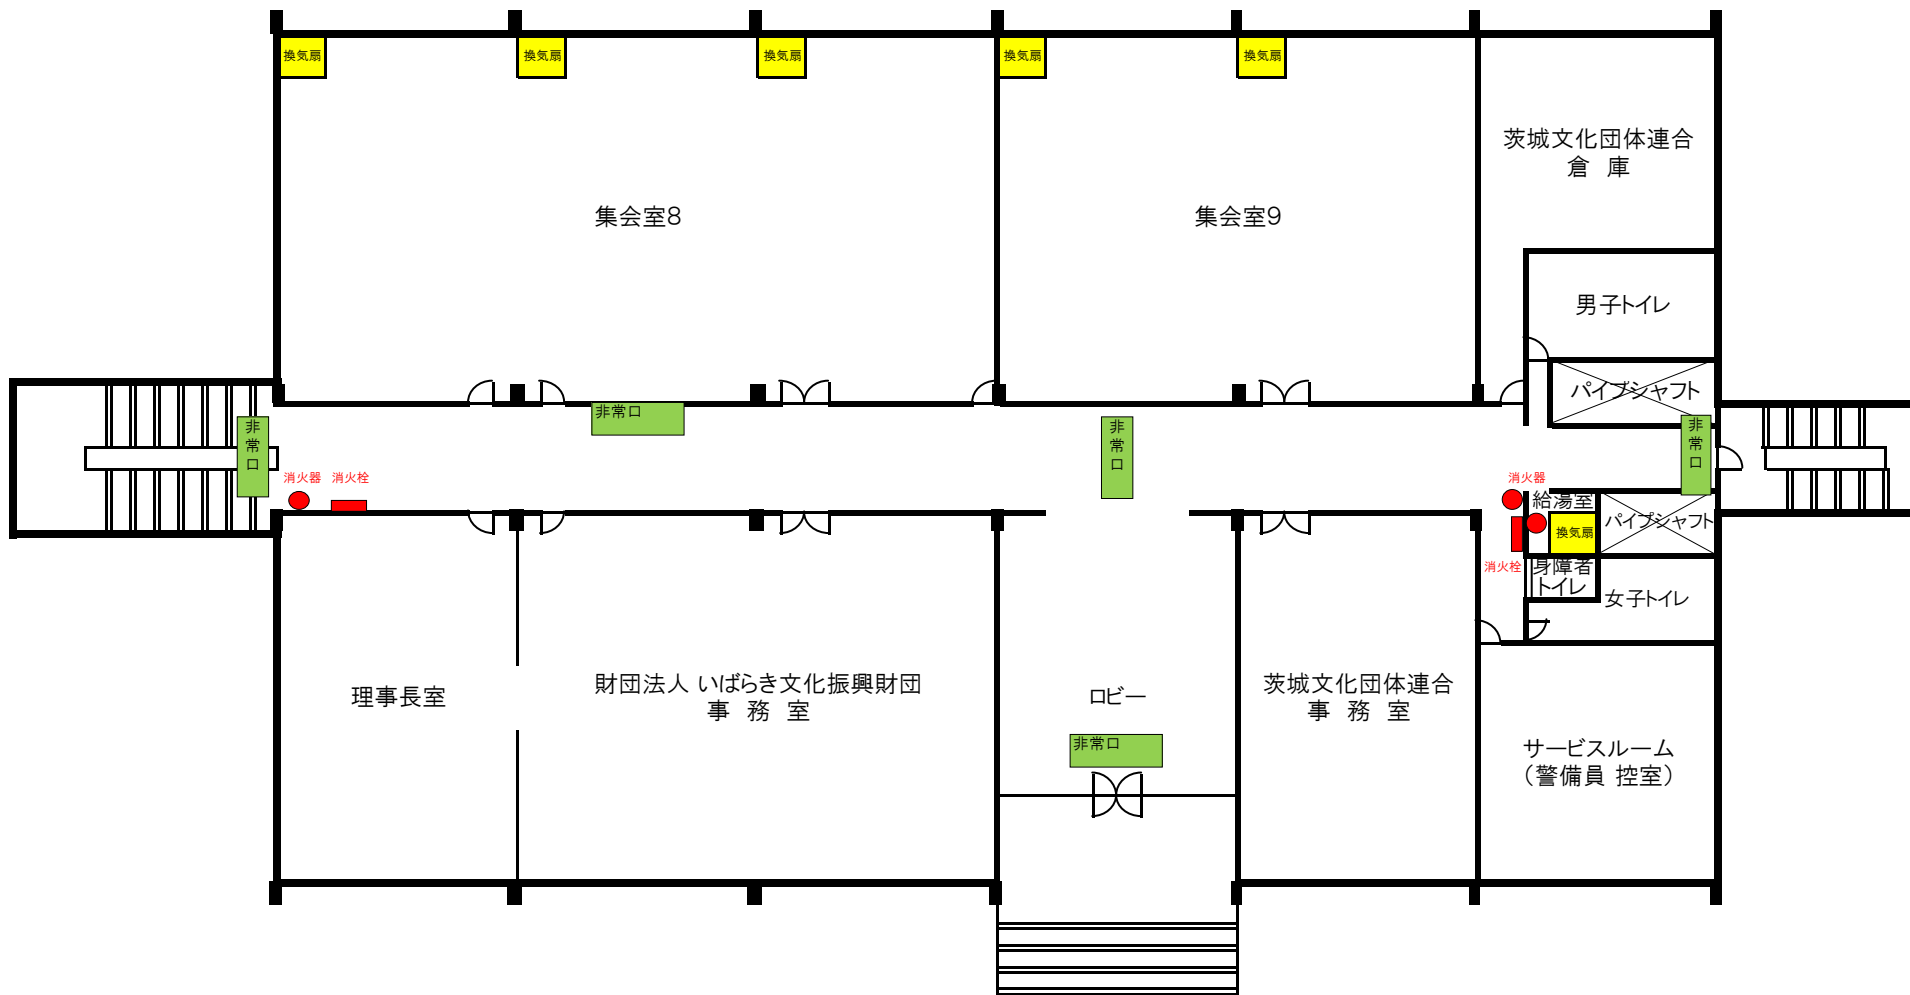 換気扇
換気扇
換気扇
換気扇
換気扇
茨城文化団体連合
倉 庫
集会室8
集会室9
男子トイレ
パイプシャフト
非常口
非常口
非常口
非常口
消火器
消火栓
消火器
給湯室
換気扇
パイプシャフト
消火栓
身障者
トイレ
女子トイレ
理事長室
財団法人 いばらき文化振興財団
事 務 室
ロビー
茨城文化団体連合
事 務 室
非常口
サービスルーム
（警備員 控室）